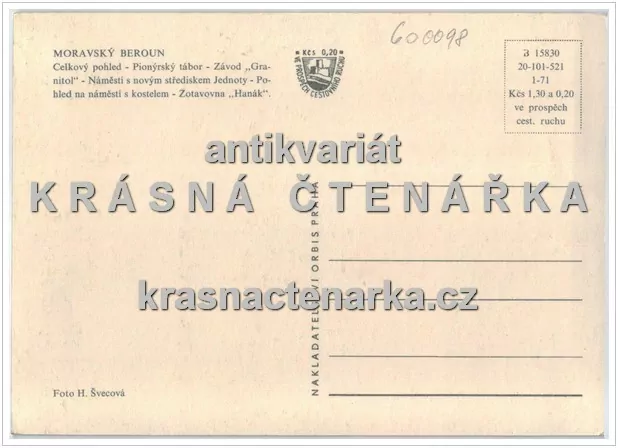 MORAVSKÝ BEROUN
Celkový pohled - Pionýrský tábor - Závod „Gra-
nitol“ - Náměstí s novým střediskem Jednoty - Po-
hled na náměstí s kostelem - Zotavovna „Hanák“.
Kčs 0,20
VE PROSPĚCH CESTOVNÍHO RUCHU
600098
B 15830
20-101-521
1-71
Kčs 1,30 a 0,20
ve prospěch
cest. ruchu
antikvariát
KRÁSNÁ ČTENÁŘKA
krasnactenarka.cz
NAKLADATELSTVÍ ORBIS PRAHA
Foto H. Švecová